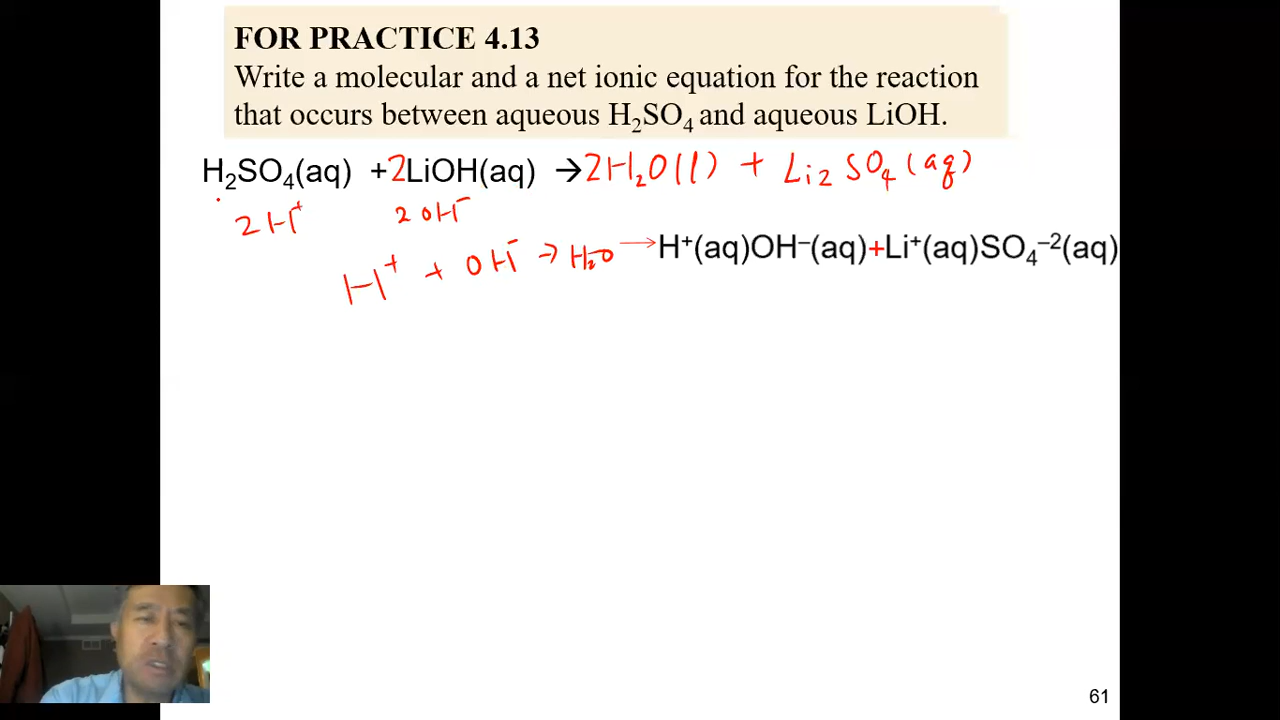 FOR PRACTICE 4.13
Write a molecular and a net ionic equation for the reaction
that occurs between aqueous H₂SO₄ and aqueous LiOH.
H₂SO₄(aq) +2LiOH(aq) →2H₂O(l) + Li₂SO₄(aq)
2H⁺ 2OH⁻
H⁺ + OH⁻ → H₂O → H⁺(aq)OH⁻(aq)+Li⁺(aq)SO₄⁻²(aq)
61